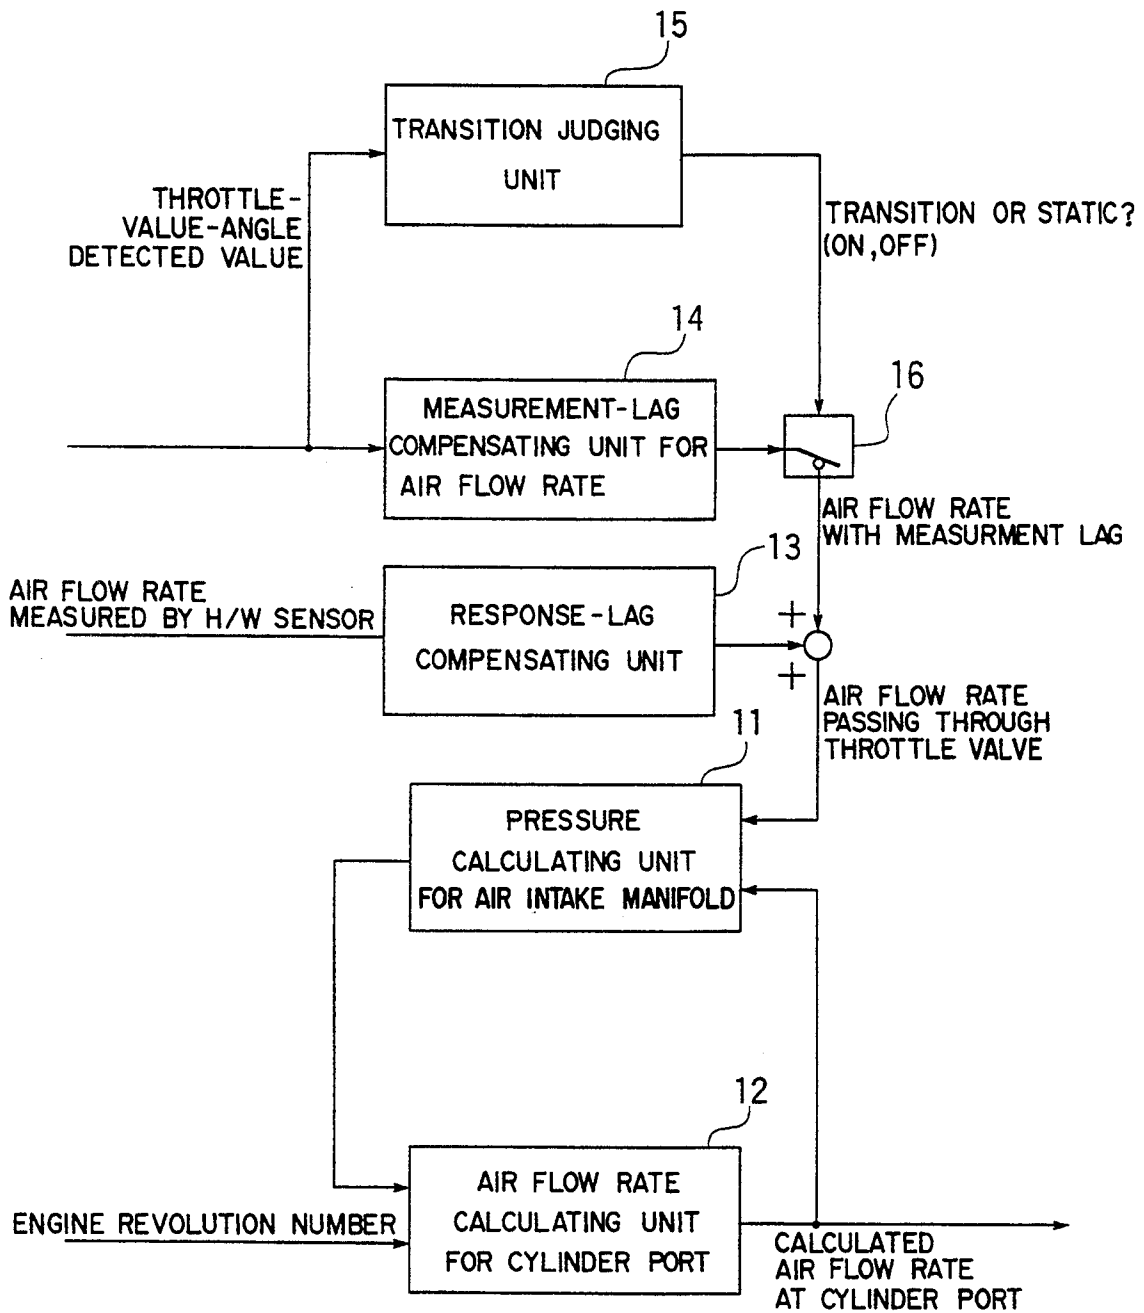 15
TRANSITION JUDGING
UNIT
THROTTLE-
VALUE-ANGLE
DETECTED VALUE
TRANSITION OR STATIC?
(ON,OFF)
14
MEASUREMENT-LAG
COMPENSATING UNIT FOR
AIR FLOW RATE
16
AIR FLOW RATE
WITH MEASURMENT LAG
13
AIR FLOW RATE
MEASURED BY H/W SENSOR
RESPONSE-LAG
COMPENSATING UNIT
+
+
AIR FLOW RATE
PASSING THROUGH
THROTTLE VALVE
11
PRESSURE
CALCULATING UNIT
FOR AIR INTAKE MANIFOLD
12
AIR FLOW RATE
CALCULATING UNIT
FOR CYLINDER PORT
ENGINE REVOLUTION NUMBER
CALCULATED
AIR FLOW RATE
AT CYLINDER PORT